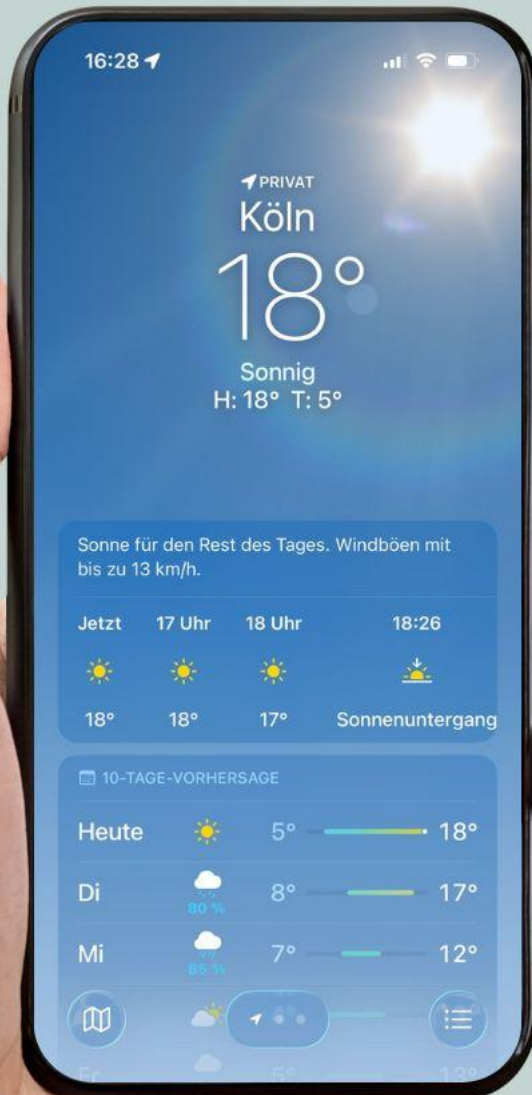 16:28
PRIVAT
Köln
18°
Sonnig
H: 18° T: 5°
Sonne für den Rest des Tages. Windböen mit
bis zu 13 km/h.
Jetzt 17 Uhr 18 Uhr 18:26
18° 18° 17° Sonnenuntergang
10-TAGE-VORHERSAGE
Heute 5° 18°
Di 80 % 8° 17°
Mi 85 % 7° 12°
Fr 13°